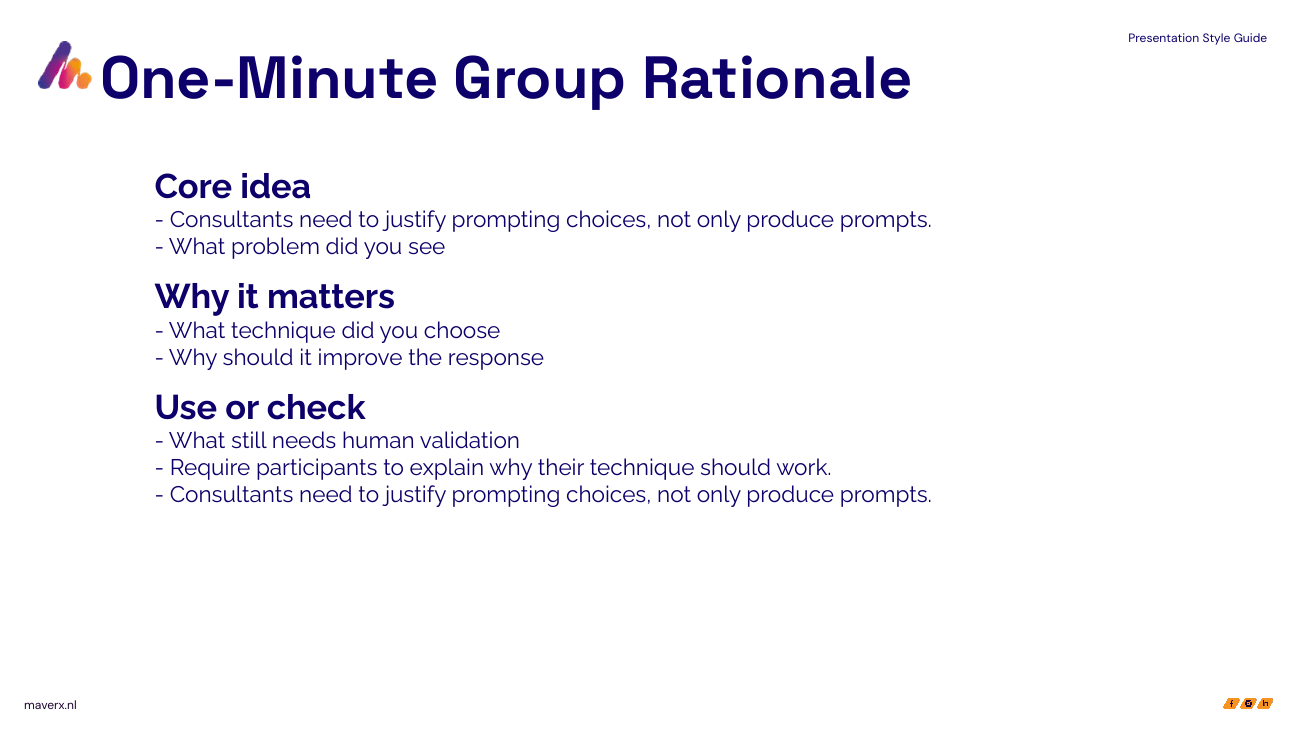 Presentation Style Guide
One-Minute Group Rationale
Core idea
- Consultants need to justify prompting choices, not only produce prompts.
- What problem did you see
Why it matters
- What technique did you choose
- Why should it improve the response
Use or check
- What still needs human validation
- Require participants to explain why their technique should work.
- Consultants need to justify prompting choices, not only produce prompts.
maverx.nl